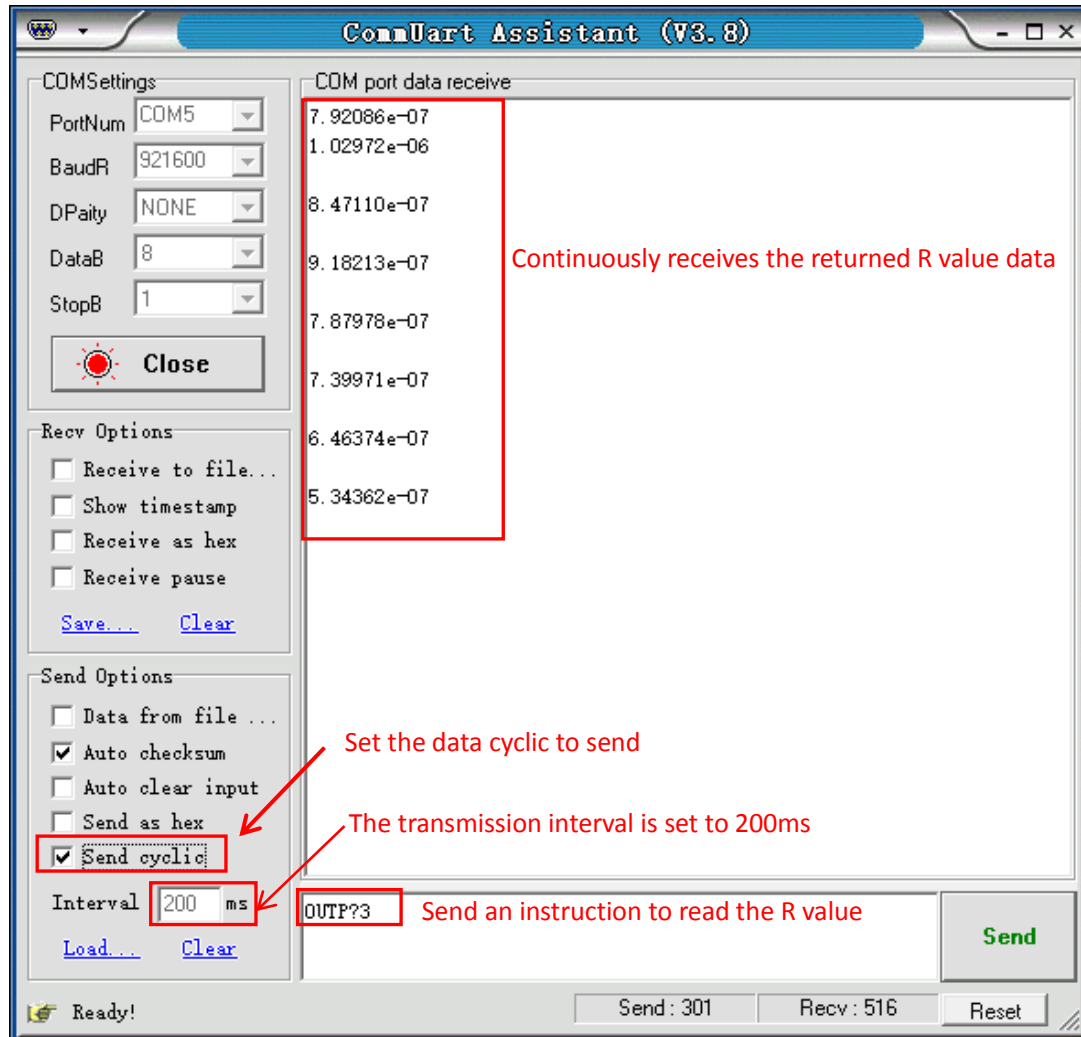 CommUart Assistant (V3.8)
COMSettings
PortNum COM5
BaudR 921600
DPaity NONE
DataB 8
StopB 1
Close
Recv Options
Receive to file...
Show timestamp
Receive as hex
Receive pause
Save... Clear
Send Options
Data from file ...
Auto checksum
Auto clear input
Send as hex
Send cyclic
Interval 200 ms
Load... Clear
COM port data receive
7.92086e-07
1.02972e-06
8.47110e-07
9.18213e-07
7.87978e-07
7.39971e-07
6.46374e-07
5.34362e-07
Continuously receives the returned R value data
Set the data cyclic to send
The transmission interval is set to 200ms
OUTP?3
Send an instruction to read the R value
Send
Ready!
Send : 301
Recv : 516
Reset